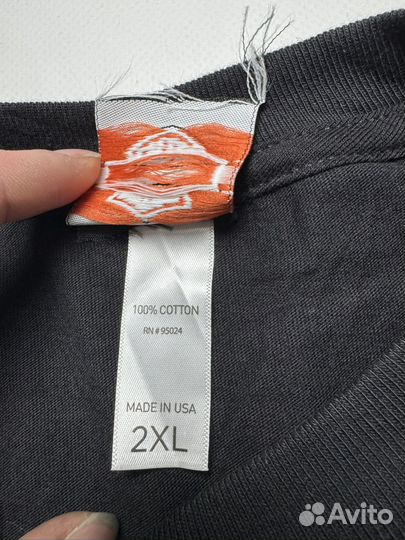 100% COTTON
RN # 95024
MADE IN USA
2XL
Avito